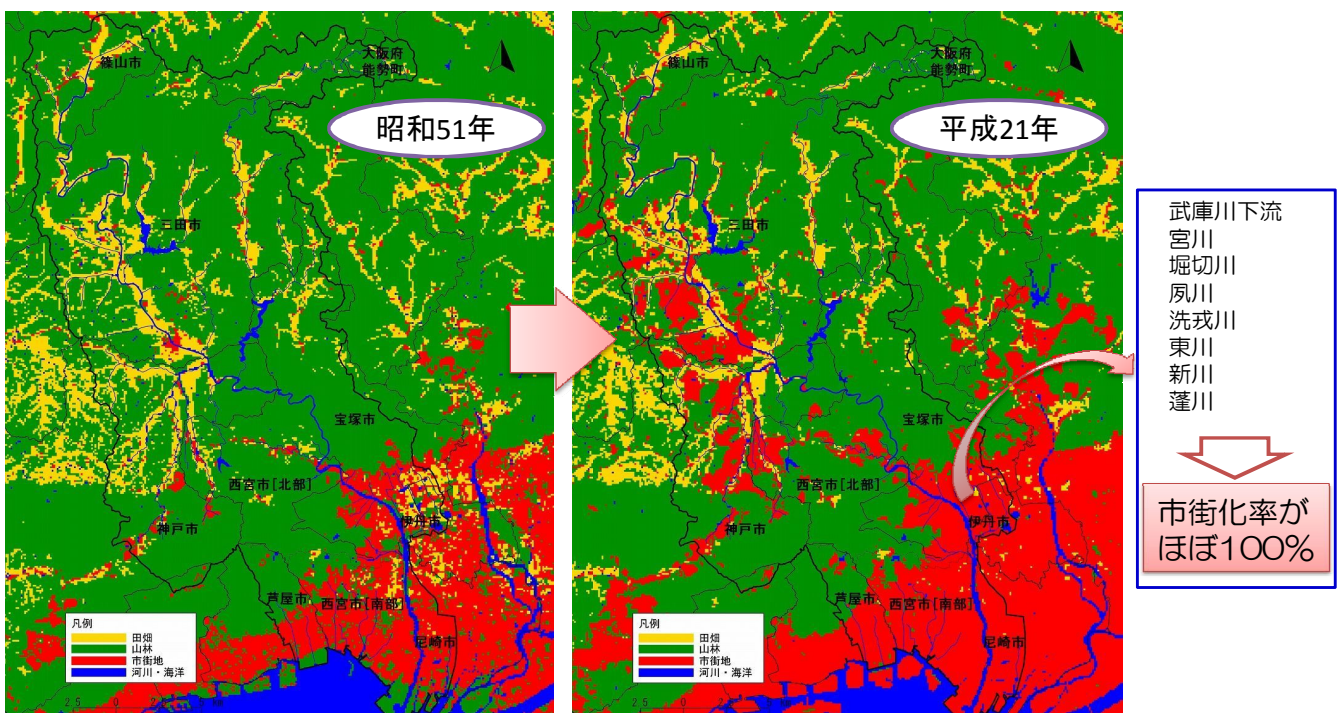 昭和51年
大阪府
能勢町
篠山市
三田市
宝塚市
西宮市[北部]
伊丹市
神戸市
芦屋市
西宮市[南部]
尼崎市
凡例
田畑
山林
市街地
河川・海洋
平成21年
大阪府
能勢町
篠山市
三田市
宝塚市
西宮市[北部]
伊丹市
神戸市
芦屋市
西宮市[南部]
尼崎市
凡例
田畑
山林
市街地
河川・海洋
武庫川下流
宮川
堀切川
夙川
洗戎川
東川
新川
蓬川
市街化率が
ほぼ100%